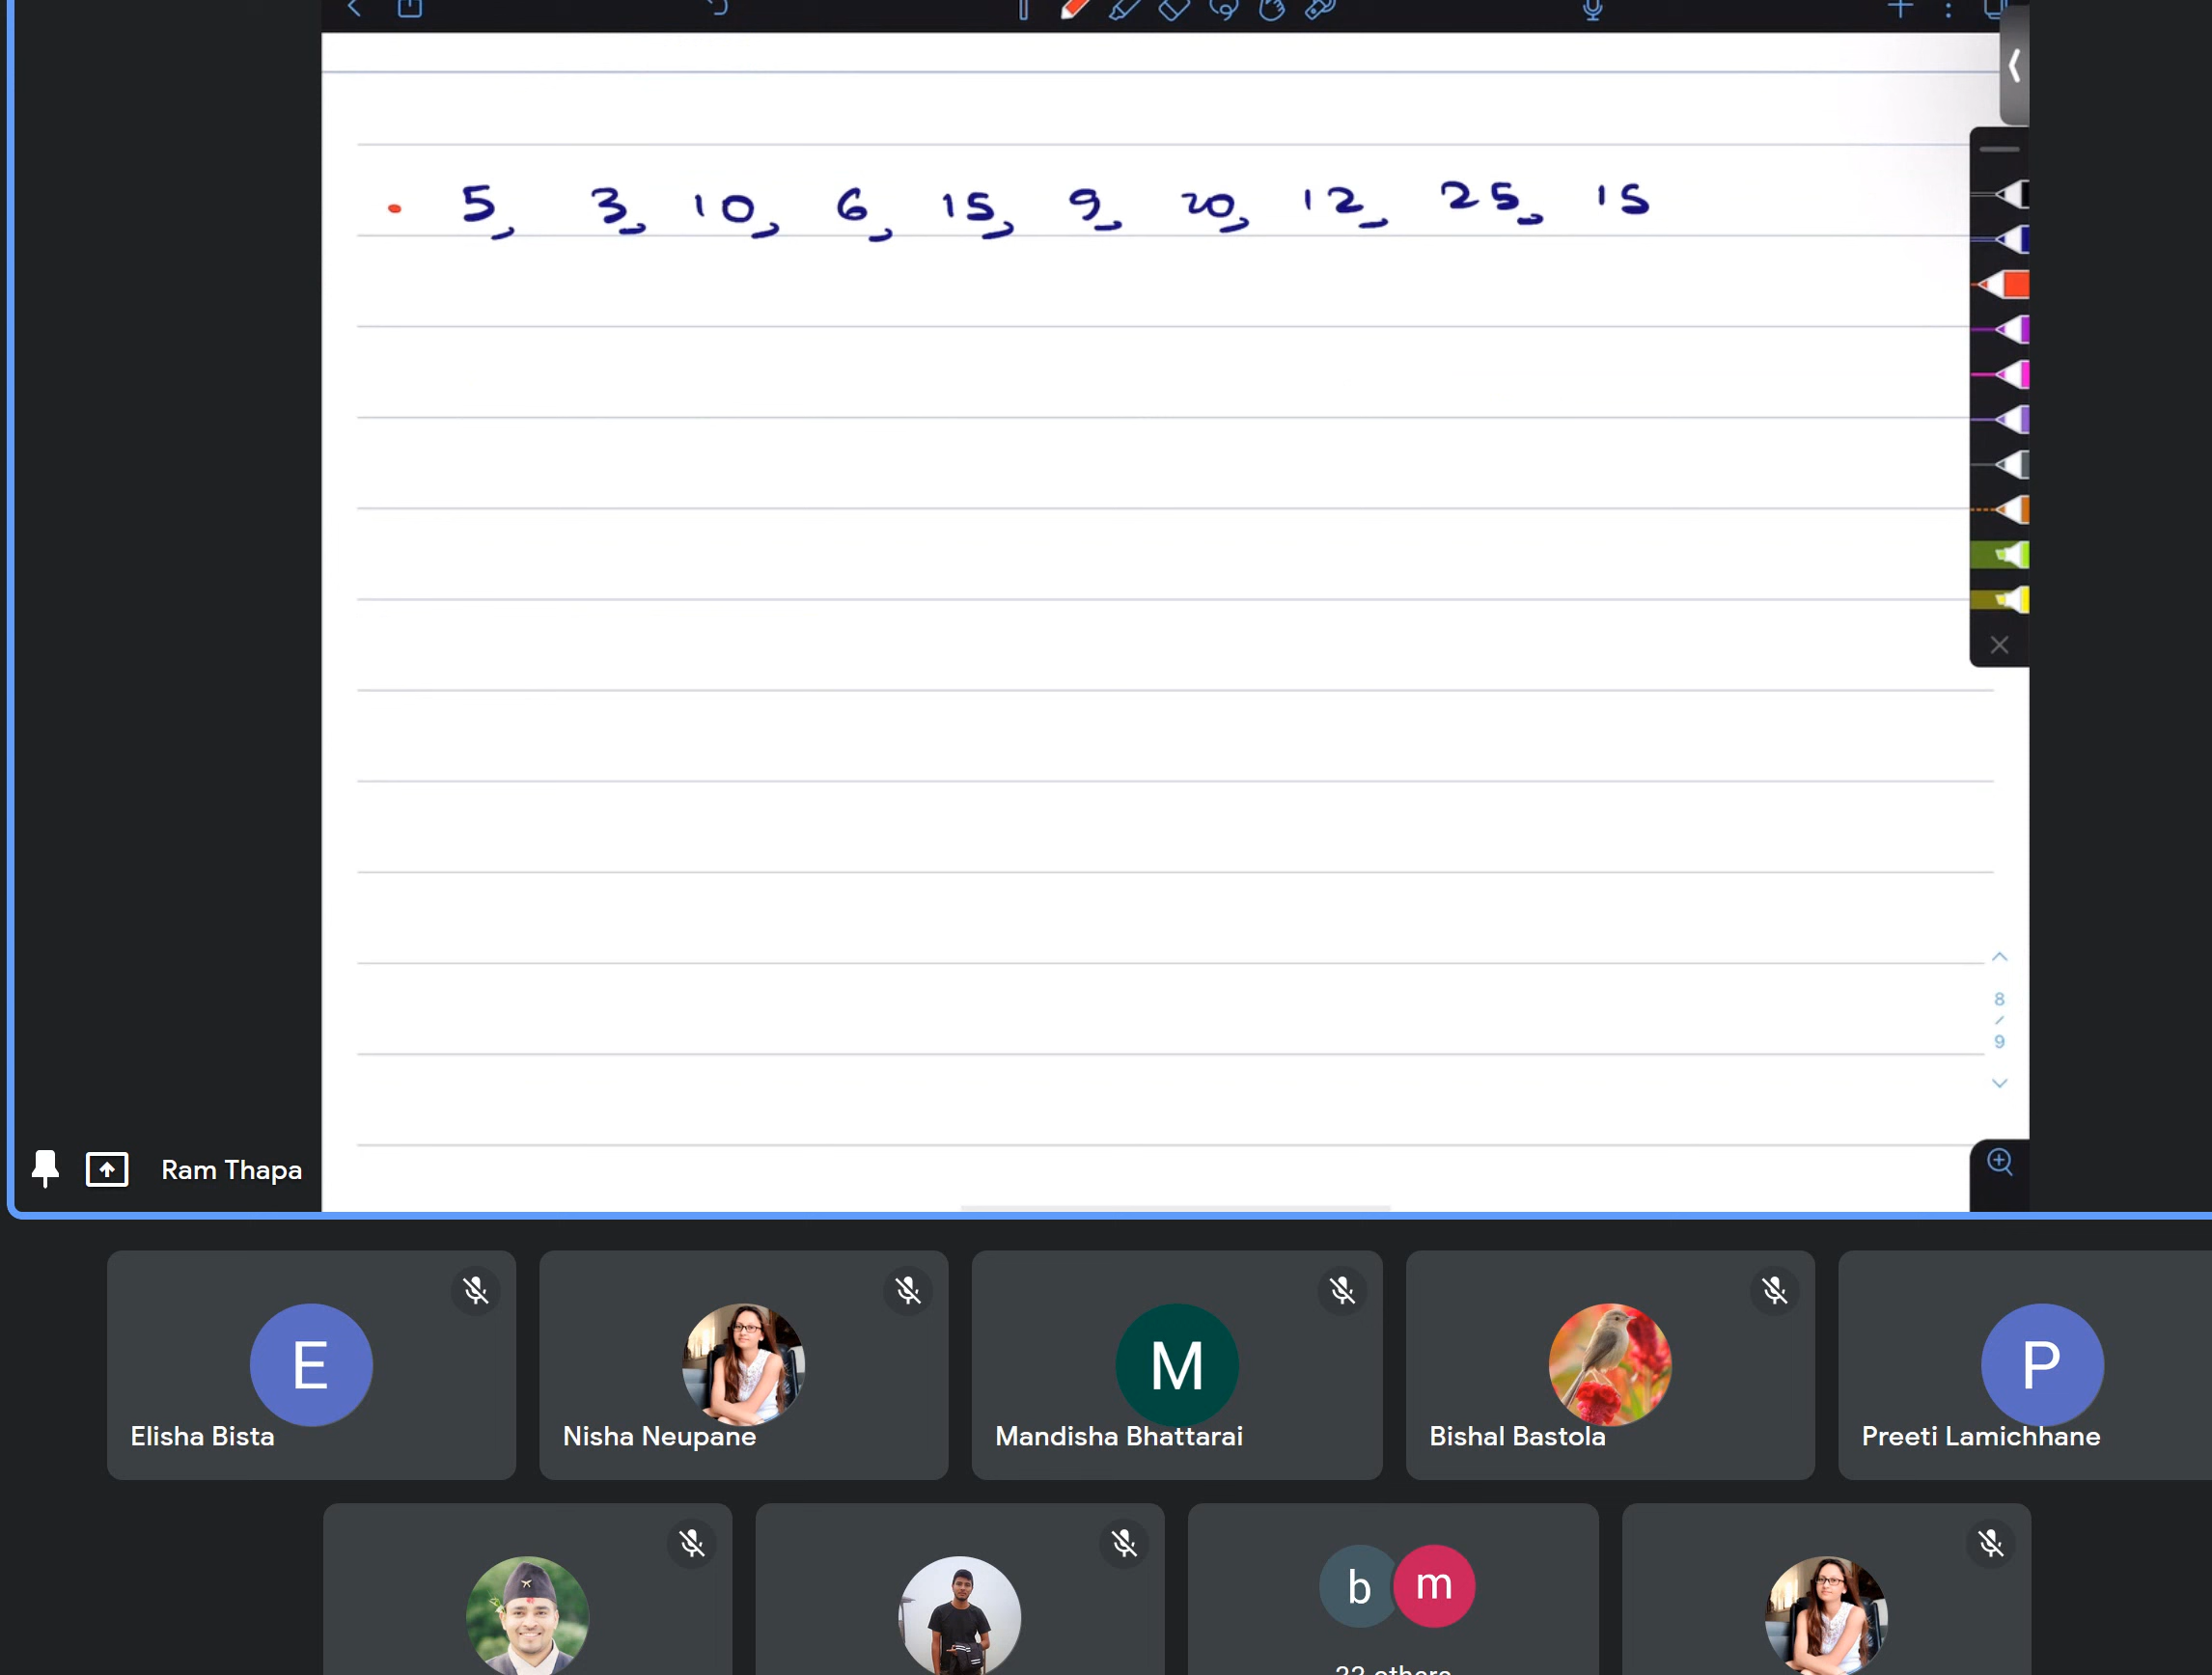 • 5, 3, 10, 6, 15, 9, 20, 12, 25, 15
8
/
9
Ram Thapa
E
M
P
Elisha Bista
Nisha Neupane
Mandisha Bhattarai
Bishal Bastola
Preeti Lamichhane
b
m
others